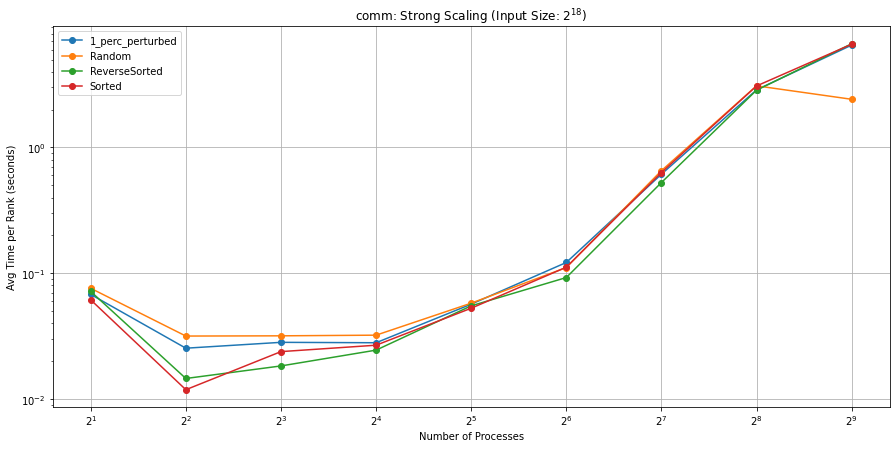 comm: Strong Scaling (Input Size: 2^18)
1_perc_perturbed
Random
ReverseSorted
Sorted
Avg Time per Rank (seconds)
10^0
10^−1
10^−2
2^1 2^2 2^3 2^4 2^5 2^6 2^7 2^8 2^9
Number of Processes